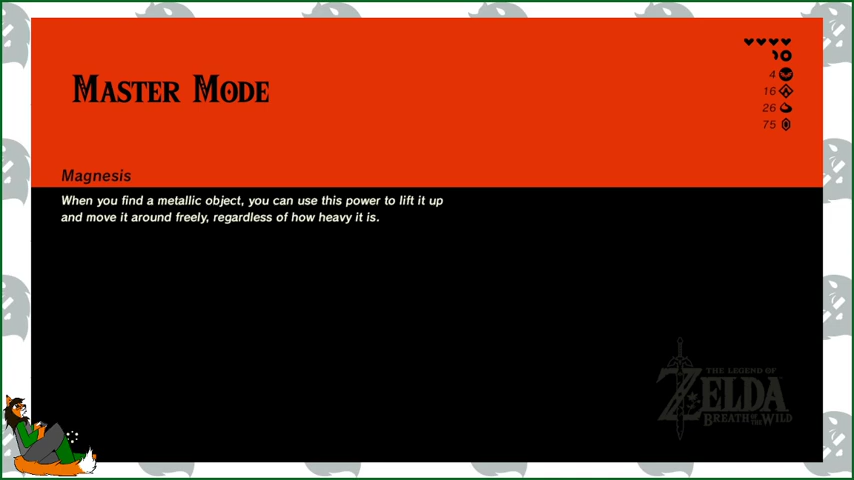 Master Mode
4
16
26
75
Magnesis
When you find a metallic object, you can use this power to lift it up
and move it around freely, regardless of how heavy it is.
THE LEGEND OF
ZELDA
BREATH OF THE WILD